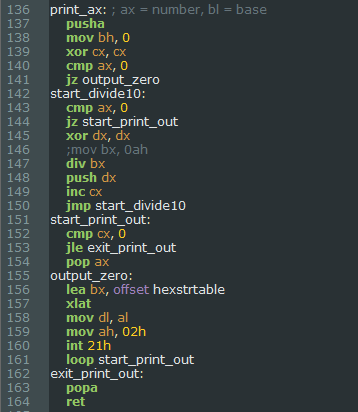 136 print_ax: ; ax = number, bl = base
137 pusha
138 mov bh, 0
139 xor cx, cx
140 cmp ax, 0
141 jz output_zero
142 start_divide10:
143 cmp ax, 0
144 jz start_print_out
145 xor dx, dx
146 ;mov bx, 0ah
147 div bx
148 push dx
149 inc cx
150 jmp start_divide10
151 start_print_out:
152 cmp cx, 0
153 jle exit_print_out
154 pop ax
155 output_zero:
156 lea bx, offset hexstrtable
157 xlat
158 mov dl, al
159 mov ah, 02h
160 int 21h
161 loop start_print_out
162 exit_print_out:
163 popa
164 ret